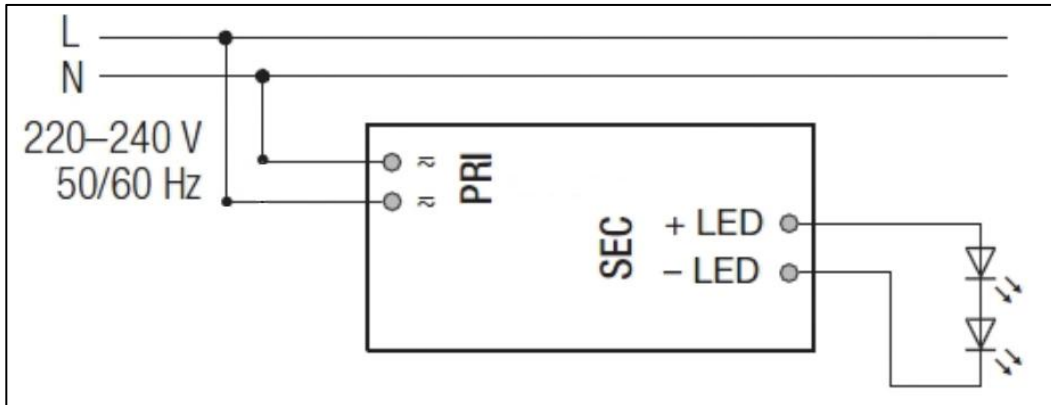 L
N
220–240 V
50/60 Hz
≂
≂
PRI
SEC
+ LED
– LED